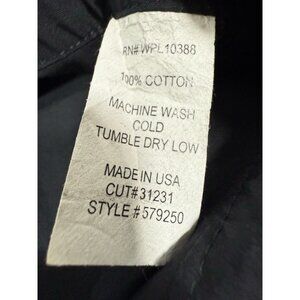 RN# WPL10388
100% COTTON
MACHINE WASH
COLD
TUMBLE DRY LOW
MADE IN USA
CUT#31231
STYLE # 579250